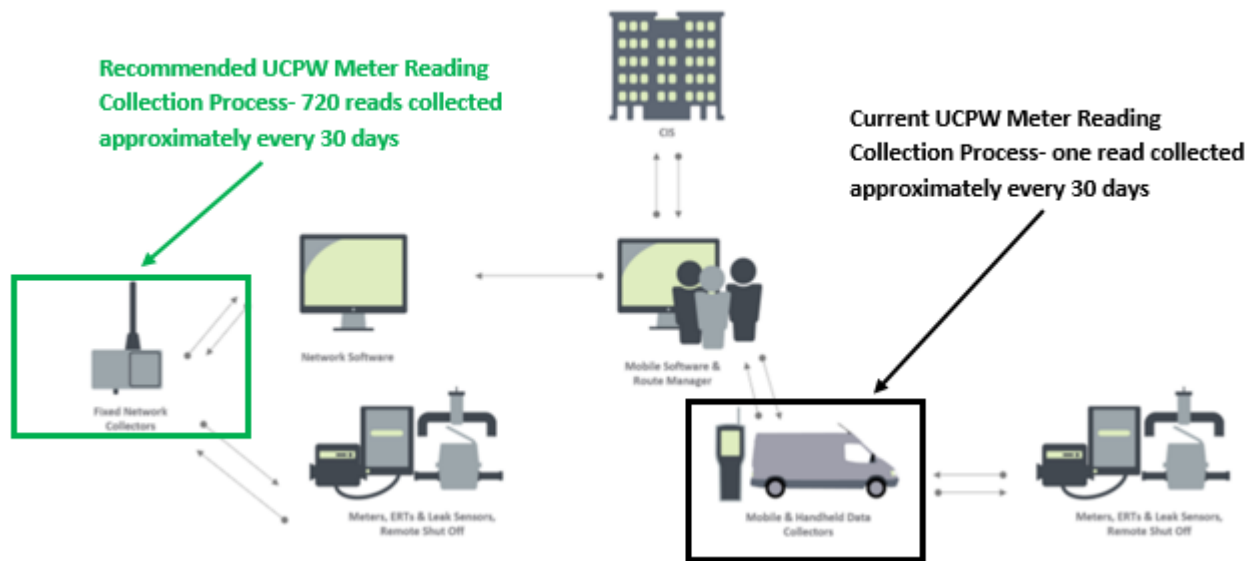 Recommended UCPW Meter Reading
Collection Process- 720 reads collected
approximately every 30 days
CIS
Current UCPW Meter Reading
Collection Process- one read collected
approximately every 30 days
Network Software
Mobile Software &
Route Manager
Fixed Network
Collectors
Meters, ERTs & Leak Sensors,
Remote Shut Off
Mobile & Handheld Data
Collectors
Meters, ERTs & Leak Sensors,
Remote Shut Off